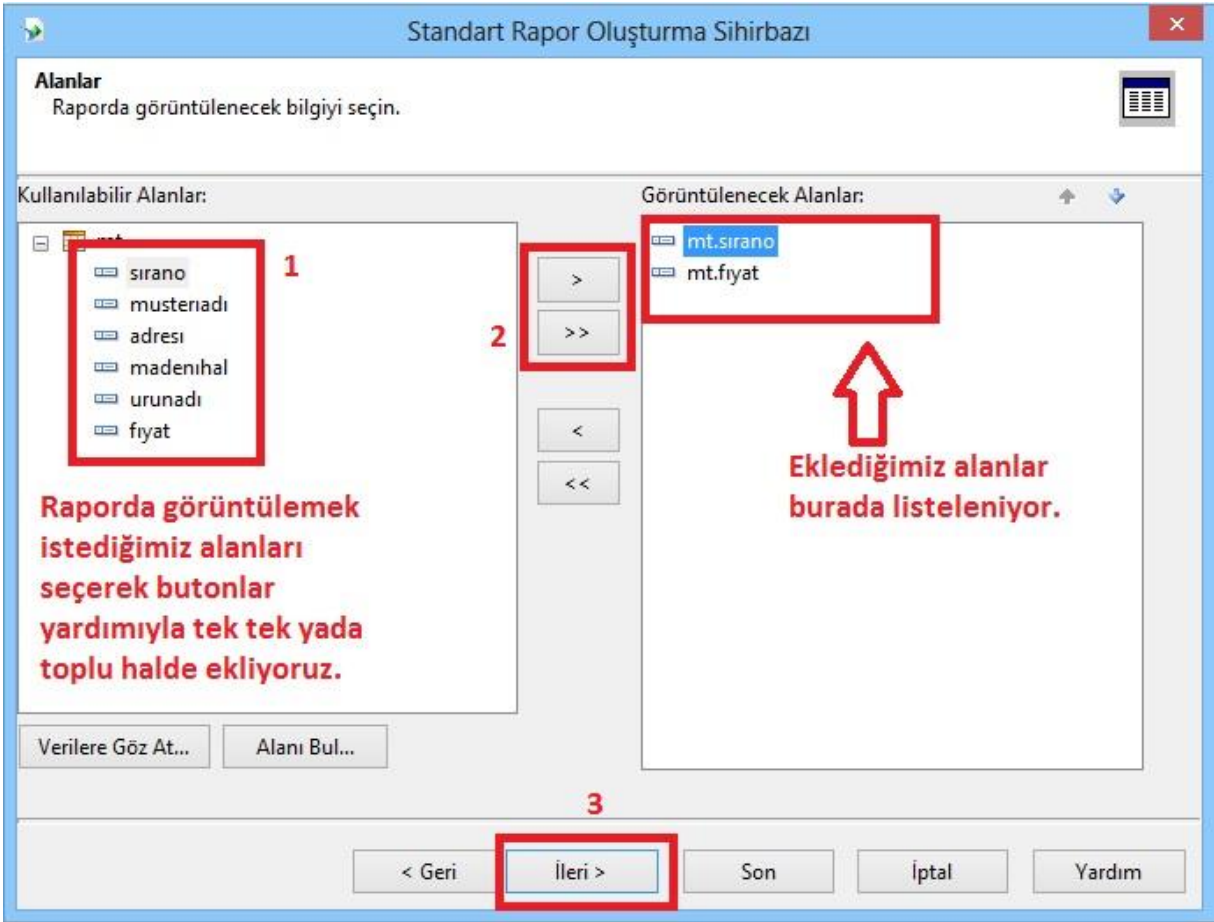 Standart Rapor Oluşturma Sihirbazı
Alanlar
Raporda görüntülenecek bilgiyi seçin.
Kullanılabilir Alanlar:
Görüntülenecek Alanlar:
sırano
musterıadı
adresı
madenıhal
urunadı
fıyat
1
2
>
>>
<
<<
mt.sırano
mt.fıyat
Eklediğimiz alanlar
burada listeleniyor.
Raporda görüntülemek
istediğimiz alanları
seçerek butonlar
yardımıyla tek tek yada
toplu halde ekliyoruz.
Verilere Göz At...
Alanı Bul...
3
< Geri
İleri >
Son
İptal
Yardım